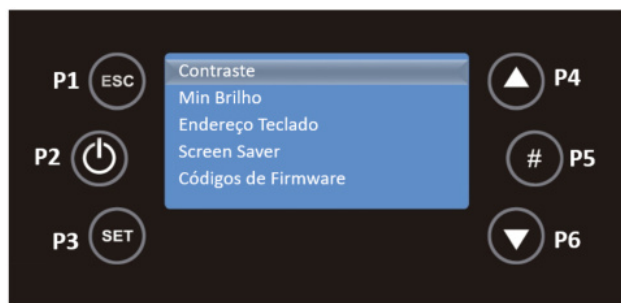 P1 ESC
P2
P3 SET
Contraste
Min Brilho
Endereço Teclado
Screen Saver
Códigos de Firmware
P4
# P5
P6